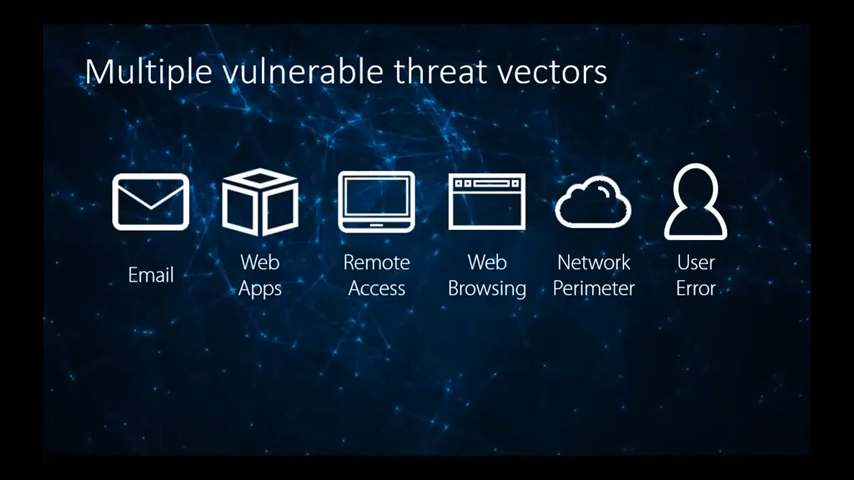 Multiple vulnerable threat vectors
Email
Web
Apps
Remote
Access
Web
Browsing
Network
Perimeter
User
Error